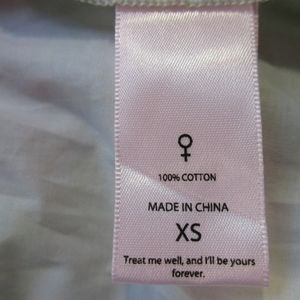 100% COTTON
MADE IN CHINA
XS
Treat me well, and I'll be yours
forever.